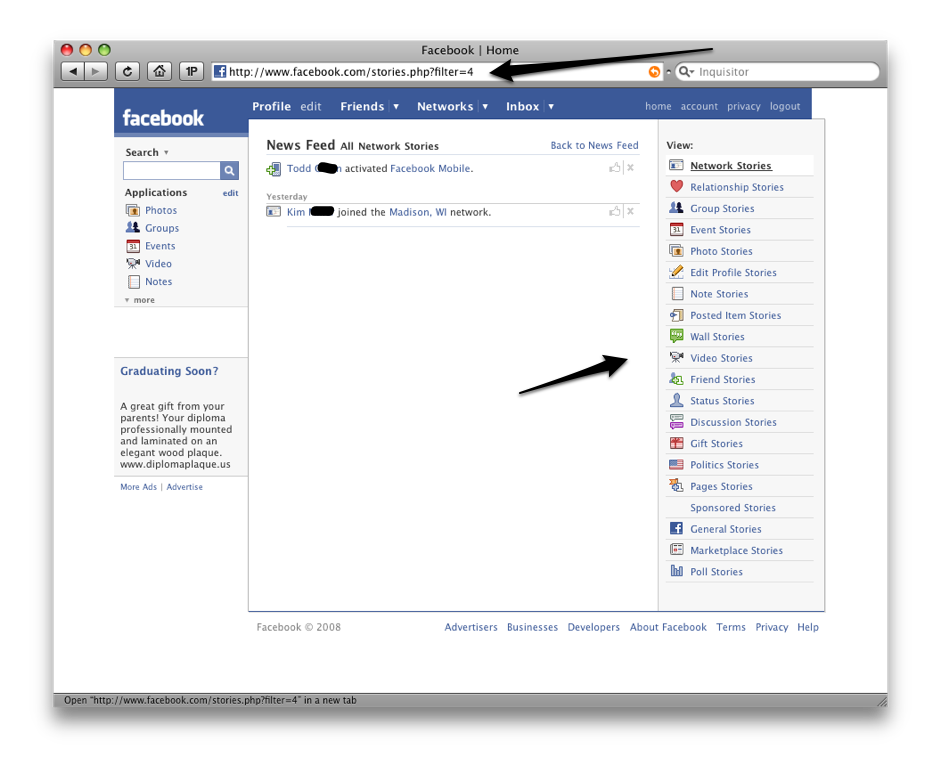 Facebook | Home
1P
http://www.facebook.com/stories.php?filter=4
Inquisitor
facebook
Profile edit Friends Networks Inbox
home account privacy logout
Search
Applications edit
Photos
Groups
31 Events
Video
Notes
more
Graduating Soon?
A great gift from your
parents! Your diploma
professionally mounted
and laminated on an
elegant wood plaque.
www.diplomaplaque.us
More Ads | Advertise
News Feed All Network Stories Back to News Feed
Todd activated Facebook Mobile.
Yesterday
Kim joined the Madison, WI network.
View:
Network Stories
Relationship Stories
Group Stories
31 Event Stories
Photo Stories
Edit Profile Stories
Note Stories
Posted Item Stories
Wall Stories
Video Stories
Friend Stories
Status Stories
Discussion Stories
Gift Stories
Politics Stories
Pages Stories
Sponsored Stories
General Stories
Marketplace Stories
Poll Stories
Facebook © 2008
Advertisers Businesses Developers About Facebook Terms Privacy Help
Open "http://www.facebook.com/stories.php?filter=4" in a new tab